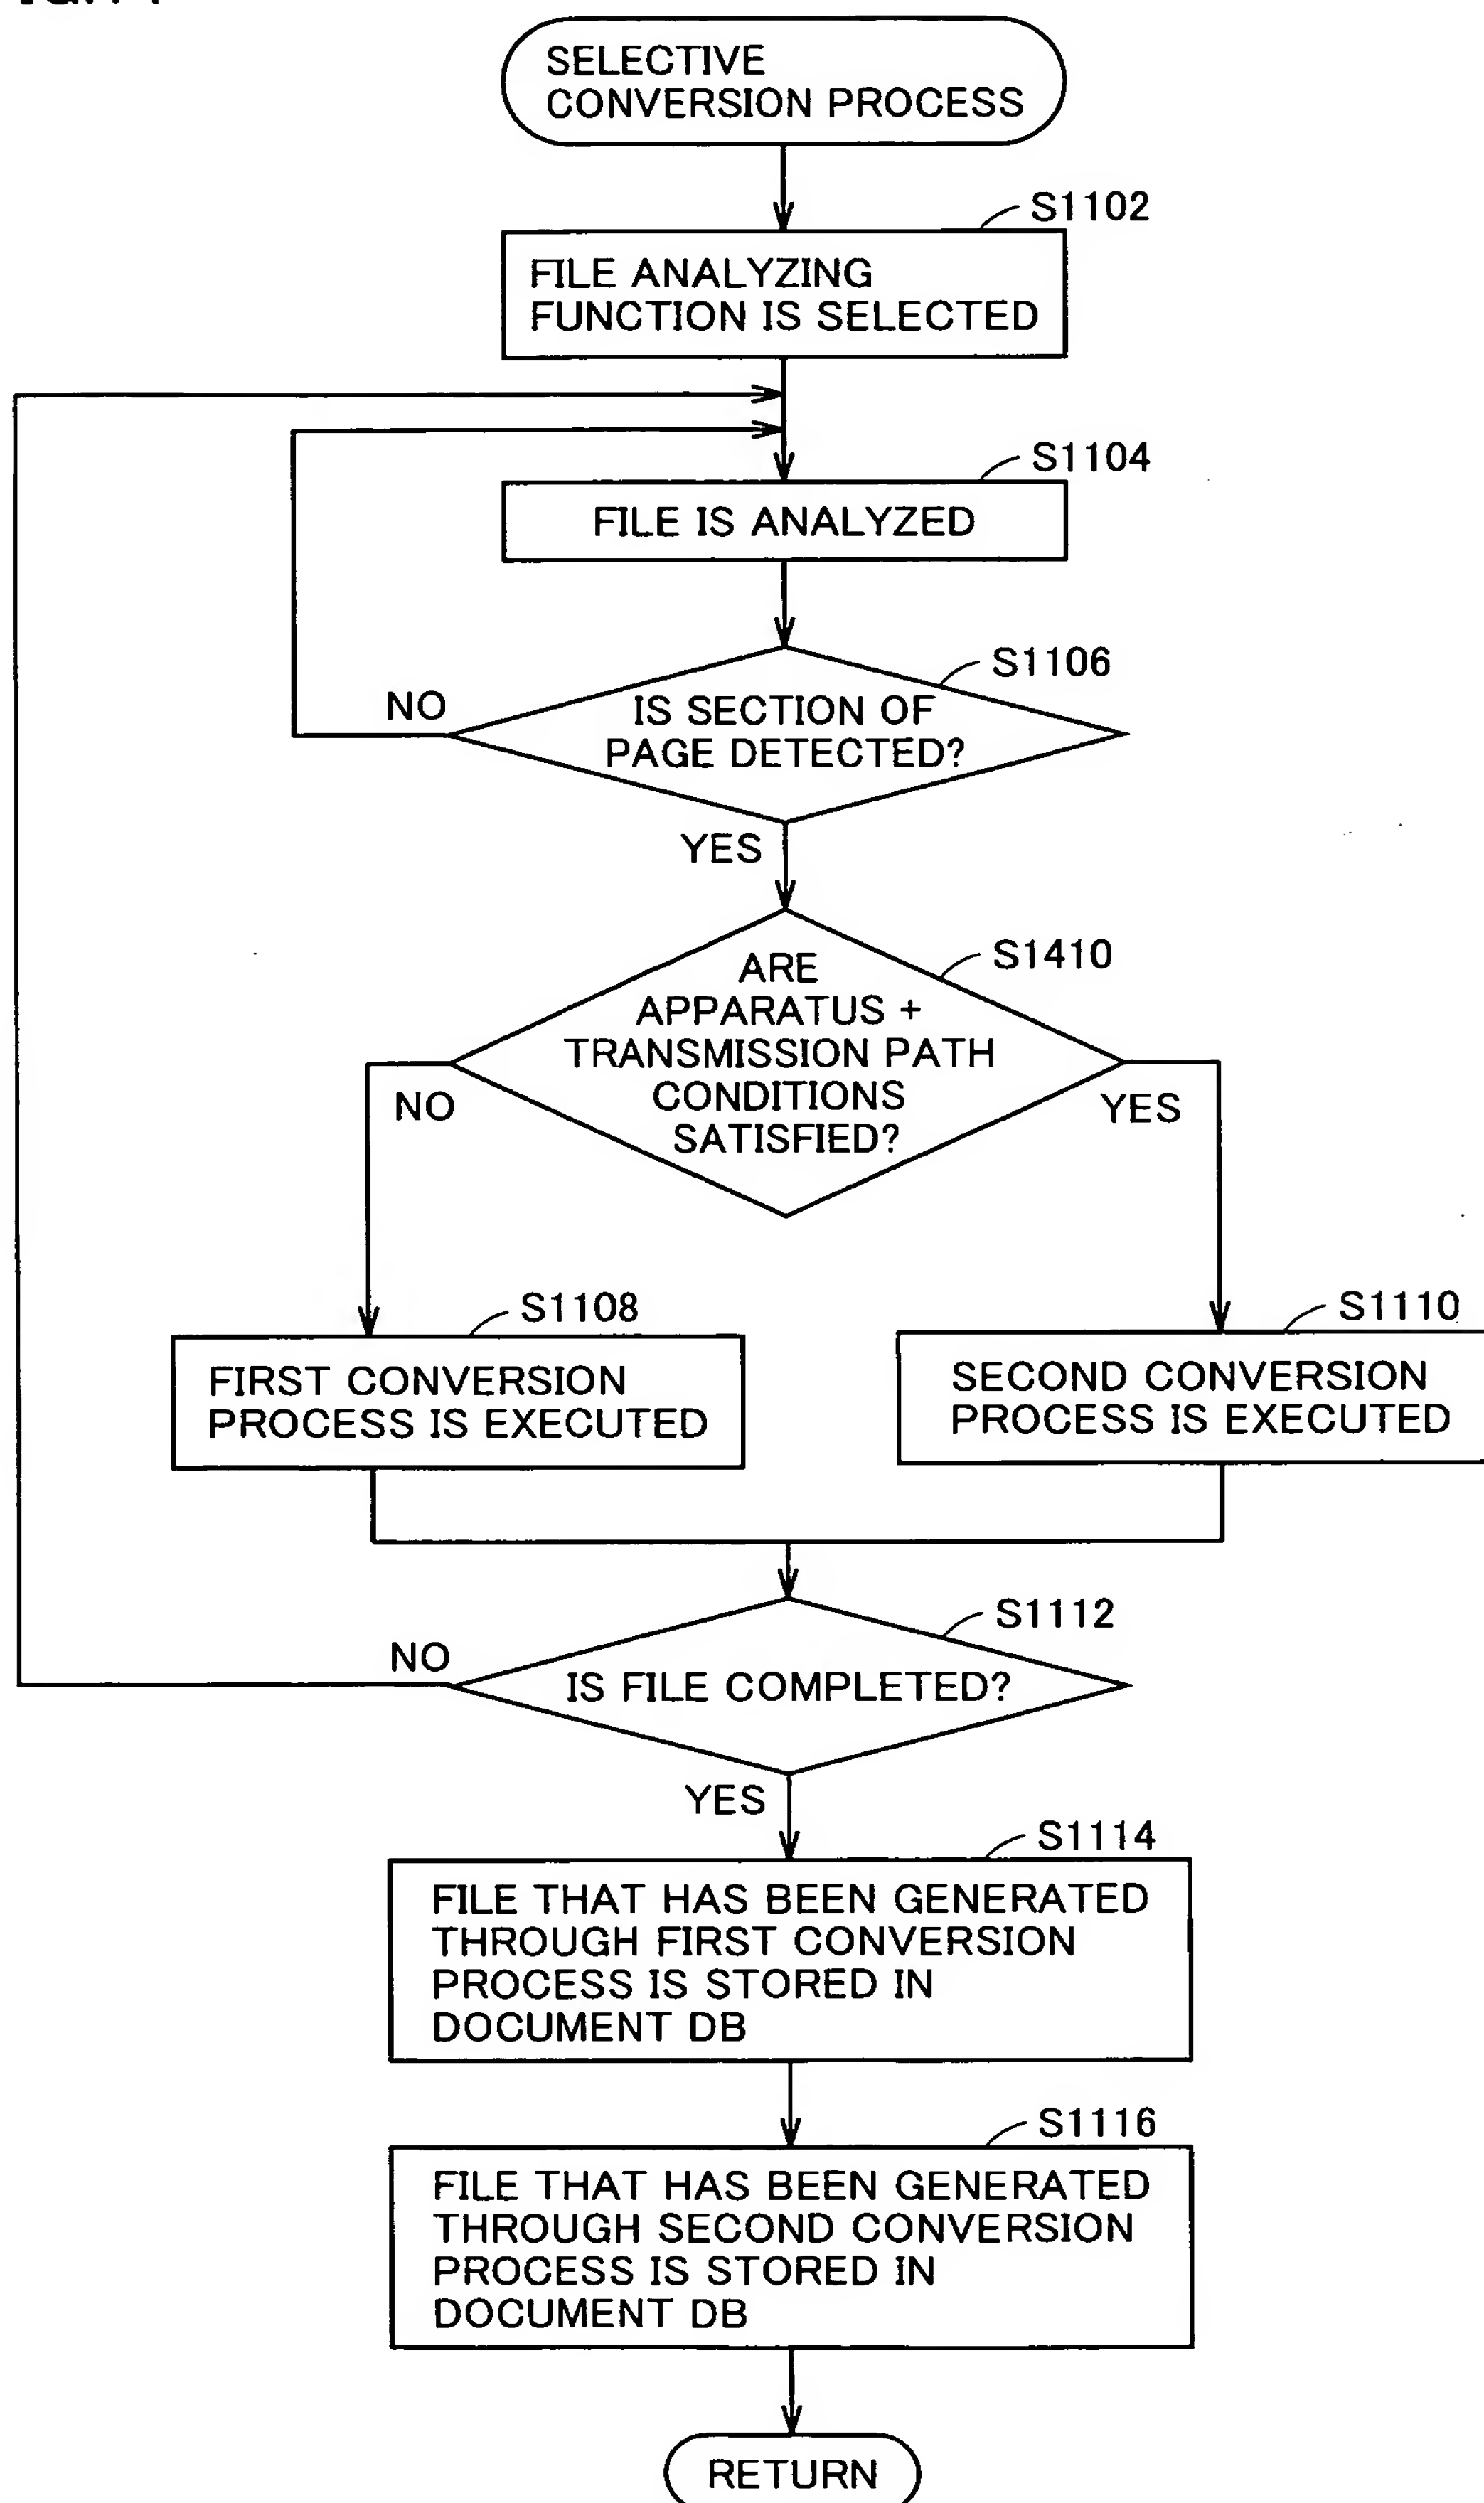 SELECTIVE
CONVERSION PROCESS
S1102
FILE ANALYZING
FUNCTION IS SELECTED
S1104
FILE IS ANALYZED
S1106
NO
IS SECTION OF
PAGE DETECTED?
YES
S1410
ARE
APPARATUS +
TRANSMISSION PATH
CONDITIONS
SATISFIED?
NO
YES
S1108
S1110
FIRST CONVERSION
PROCESS IS EXECUTED
SECOND CONVERSION
PROCESS IS EXECUTED
S1112
NO
IS FILE COMPLETED?
YES
S1114
FILE THAT HAS BEEN GENERATED
THROUGH FIRST CONVERSION
PROCESS IS STORED IN
DOCUMENT DB
S1116
FILE THAT HAS BEEN GENERATED
THROUGH SECOND CONVERSION
PROCESS IS STORED IN
DOCUMENT DB
RETURN